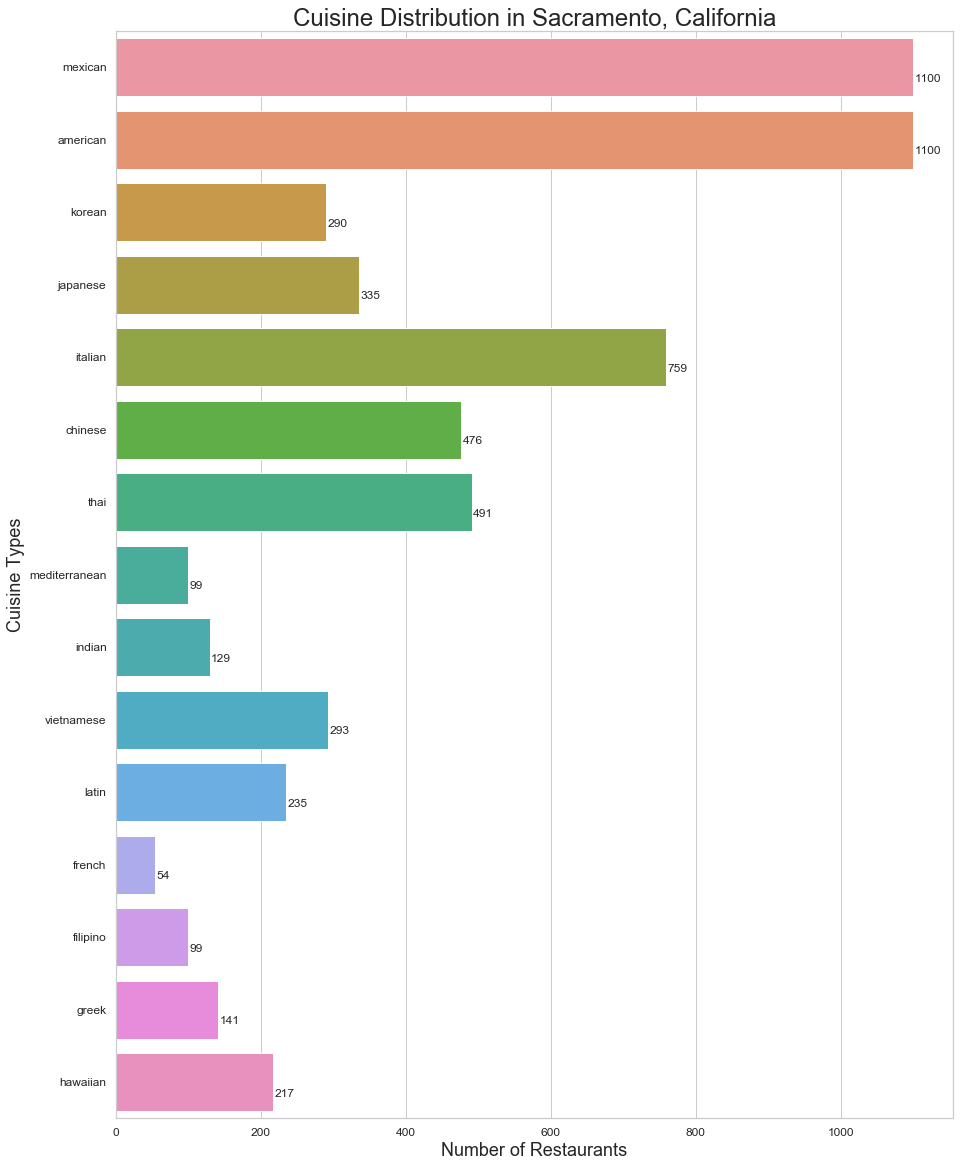 Cuisine Distribution in Sacramento, California
mexican 1100
american 1100
korean 290
japanese 335
italian 759
chinese 476
thai 491
mediterranean 99
indian 129
vietnamese 293
latin 235
french 54
filipino 99
greek 141
hawaiian 217
Cuisine Types
0 200 400 600 800 1000
Number of Restaurants